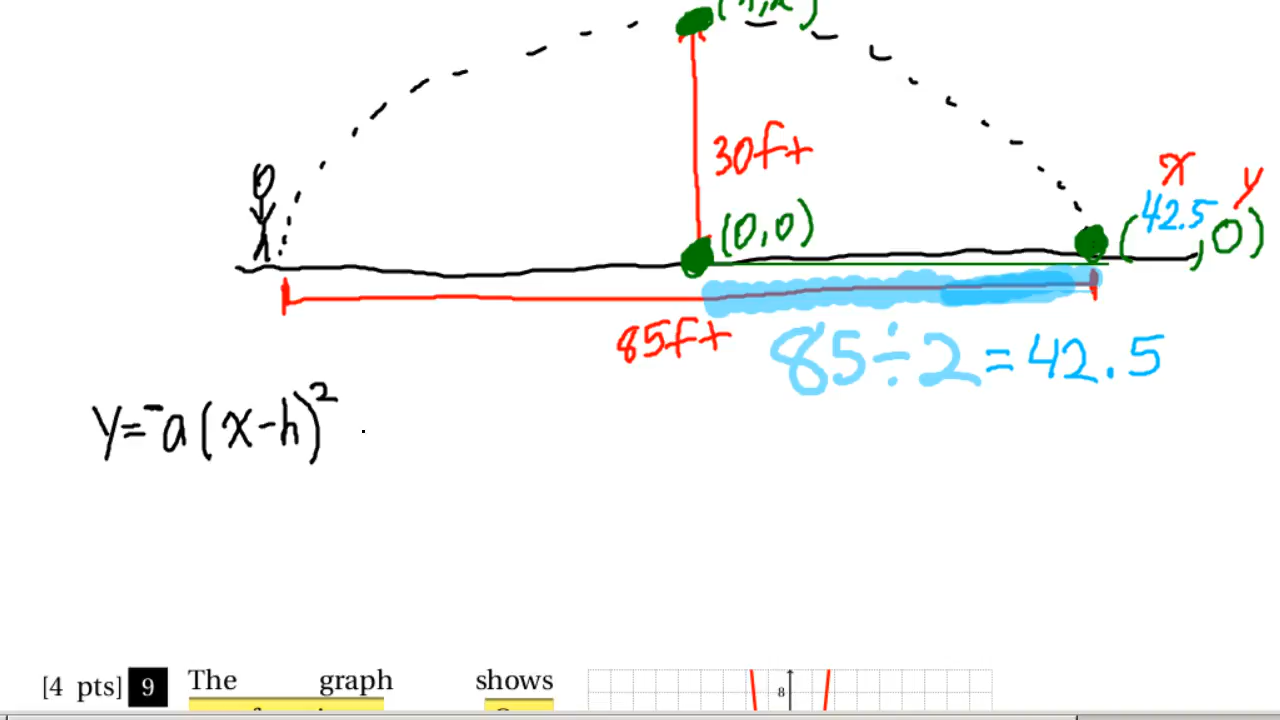 30ft
x y
(0,0)
(42.5,0)
85ft
85÷2=42.5
y=⁻a(x-h)²
[4 pts] 9 The graph shows
8